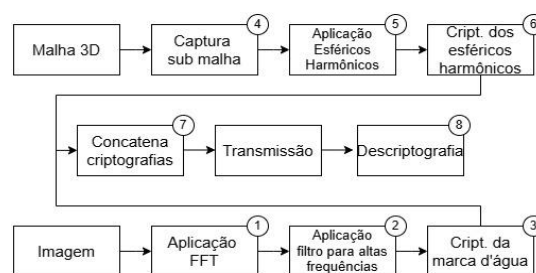 4
5
6
Malha 3D
Captura
sub malha
Aplicação
Esféricos
Harmônicos
Cript. dos
esféricos
harmônicos
7
8
Concatena
criptografias
Transmissão
Descriptografia
1
2
3
Imagem
Aplicação
FFT
Aplicação
filtro para altas
frequências
Cript. da
marca d'água